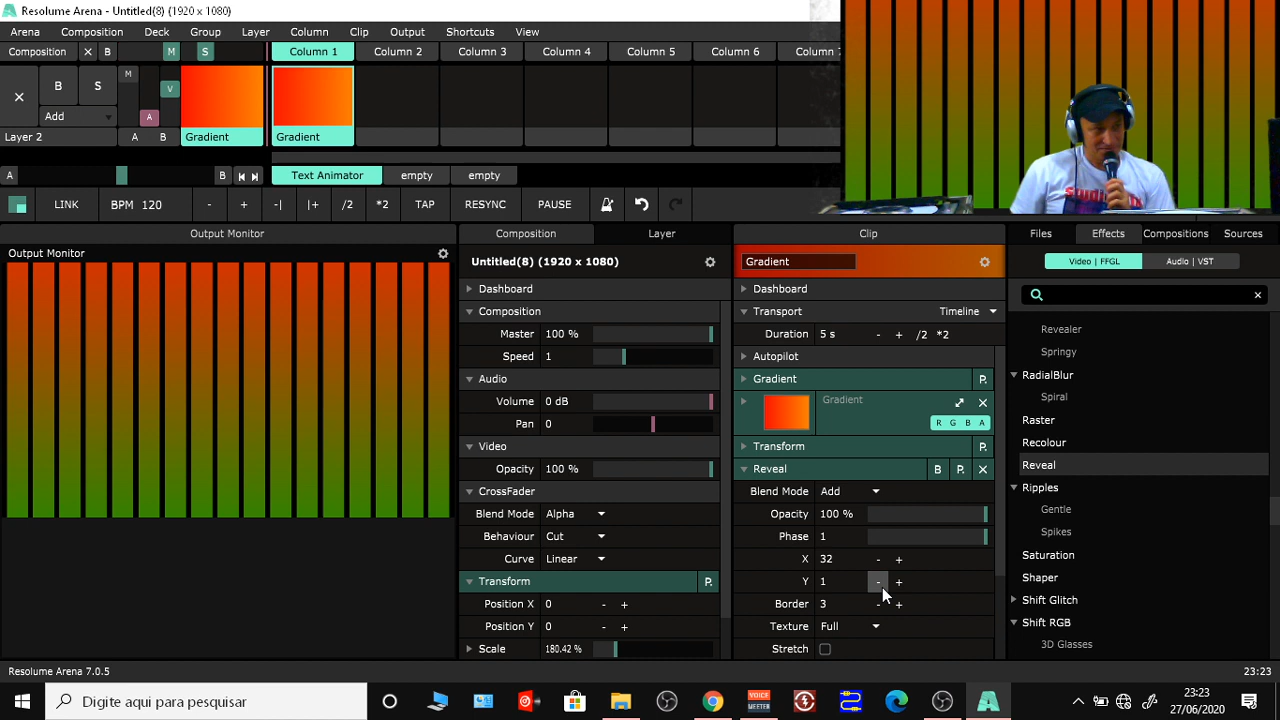 Resolume Arena - Untitled(8) (1920 x 1080)
Arena Composition Deck Group Layer Column Clip Output Shortcuts View
Composition × B M S Column 1 Column 2 Column 3 Column 4 Column 5 Column 6 Column 7
× B S M V
Add A
Layer 2 A B Gradient Gradient
A B Text Animator empty empty
LINK BPM 120 - + -| |+ /2 *2 TAP RESYNC PAUSE
Output Monitor
Output Monitor
Composition Layer
Untitled(8) (1920 x 1080)
Dashboard
Composition
Master 100 %
Speed 1
Audio
Volume 0 dB
Pan 0
Video
Opacity 100 %
CrossFader
Blend Mode Alpha
Behaviour Cut
Curve Linear
Transform P.
Position X 0 - +
Position Y 0 - +
Scale 180.42 %
Clip
Gradient
Dashboard
Transport Timeline
Duration 5 s - + /2 *2
Autopilot
Gradient P.
Gradient
R G B A
Transform P.
Reveal B P. ×
Blend Mode Add
Opacity 100 %
Phase 1
X 32 - +
Y 1 - +
Border 3 - +
Texture Full
Stretch
Files Effects Compositions Sources
Video | FFGL Audio | VST
Revealer
Springy
RadialBlur
Spiral
Raster
Recolour
Reveal
Ripples
Gentle
Spikes
Saturation
Shaper
Shift Glitch
Shift RGB
3D Glasses
Resolume Arena 7.0.5 23:23
Digite aqui para pesquisar
VOICE
MEETER
23:23
27/06/2020